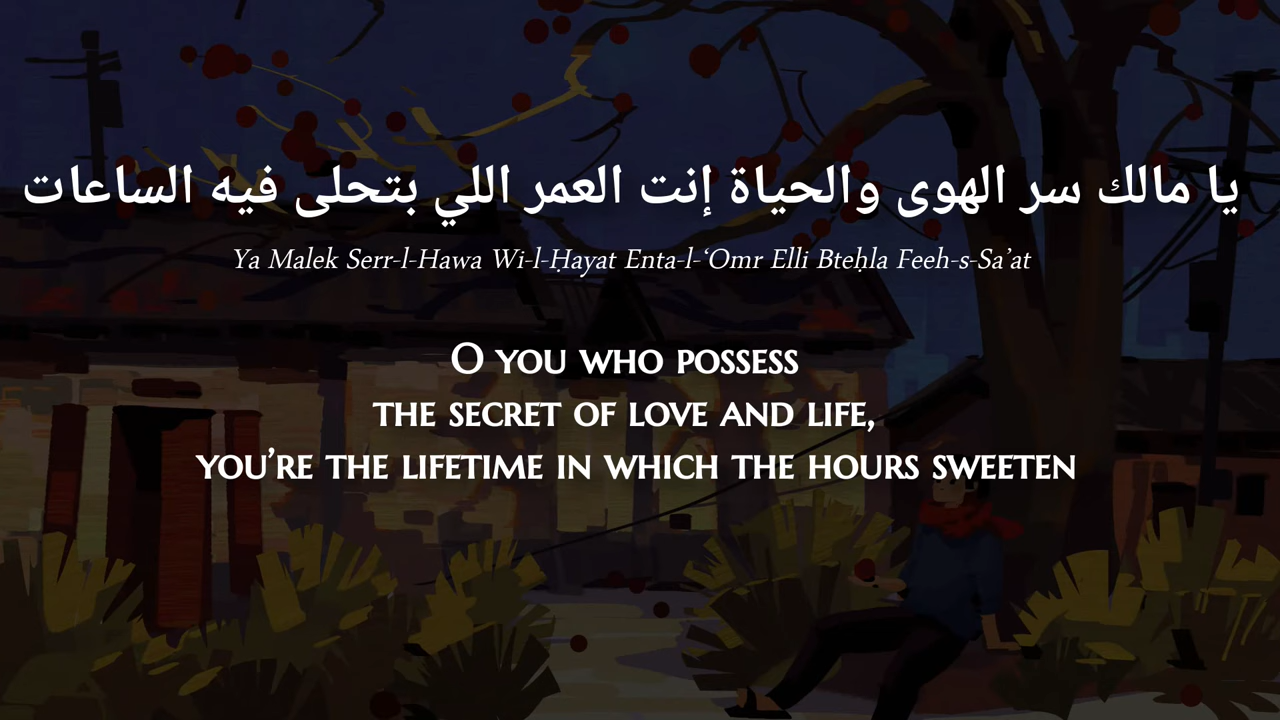 يا مالك سر الهوى والحياة إنت العمر اللي بتحلى فيه الساعات
Ya Malek Serr-l-Hawa Wi-l-Ḥayat Enta-l-‘Omr Elli Bteḥla Feeh-s-Sa’at
O you who possess
the secret of love and life,
you’re the lifetime in which the hours sweeten